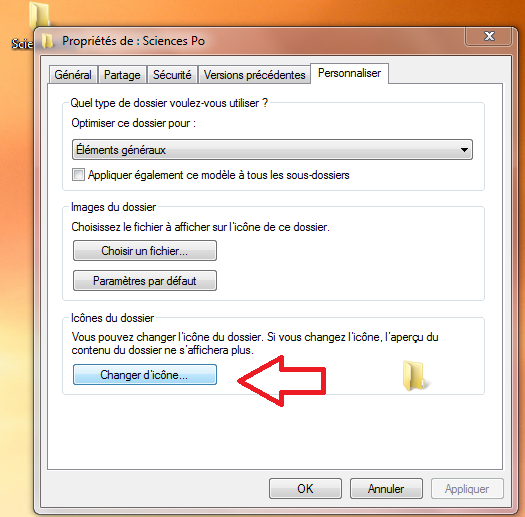 Propriétés de : Sciences Po
Général Partage Sécurité Versions précédentes Personnaliser
Quel type de dossier voulez-vous utiliser ?
Optimiser ce dossier pour :
Éléments généraux
Appliquer également ce modèle à tous les sous-dossiers
Images du dossier
Choisissez le fichier à afficher sur l'icône de ce dossier.
Choisir un fichier...
Paramètres par défaut
Icônes du dossier
Vous pouvez changer l'icône du dossier. Si vous changez l'icône, l'aperçu du
contenu du dossier ne s'affichera plus.
Changer d'icône...
OK Annuler Appliquer